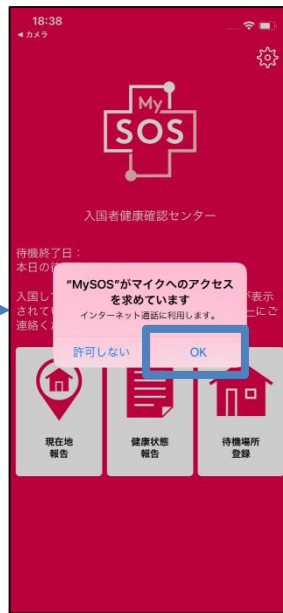 18:38
◀ カメラ
My
SOS
入国者健康確認センター
待機終了日:
本日の待
"MySOS"がマイクへのアクセス
を求めています
インターネット通話に利用します。
許可しない
OK
入国し
が表示
されてい
にご
連絡く
現在地
報告
健康状態
報告
待機場所
登録